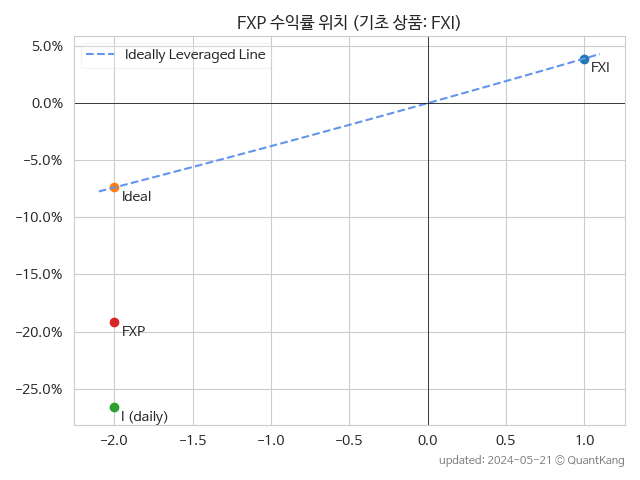 FXP 수익률 위치 (기초 상품: FXI)
Ideally Leveraged Line
5.0%
0.0%
-5.0%
-10.0%
-15.0%
-20.0%
-25.0%
FXI
Ideal
FXP
I (daily)
-2.0 -1.5 -1.0 -0.5 0.0 0.5 1.0
updated: 2024-05-21 © QuantKang